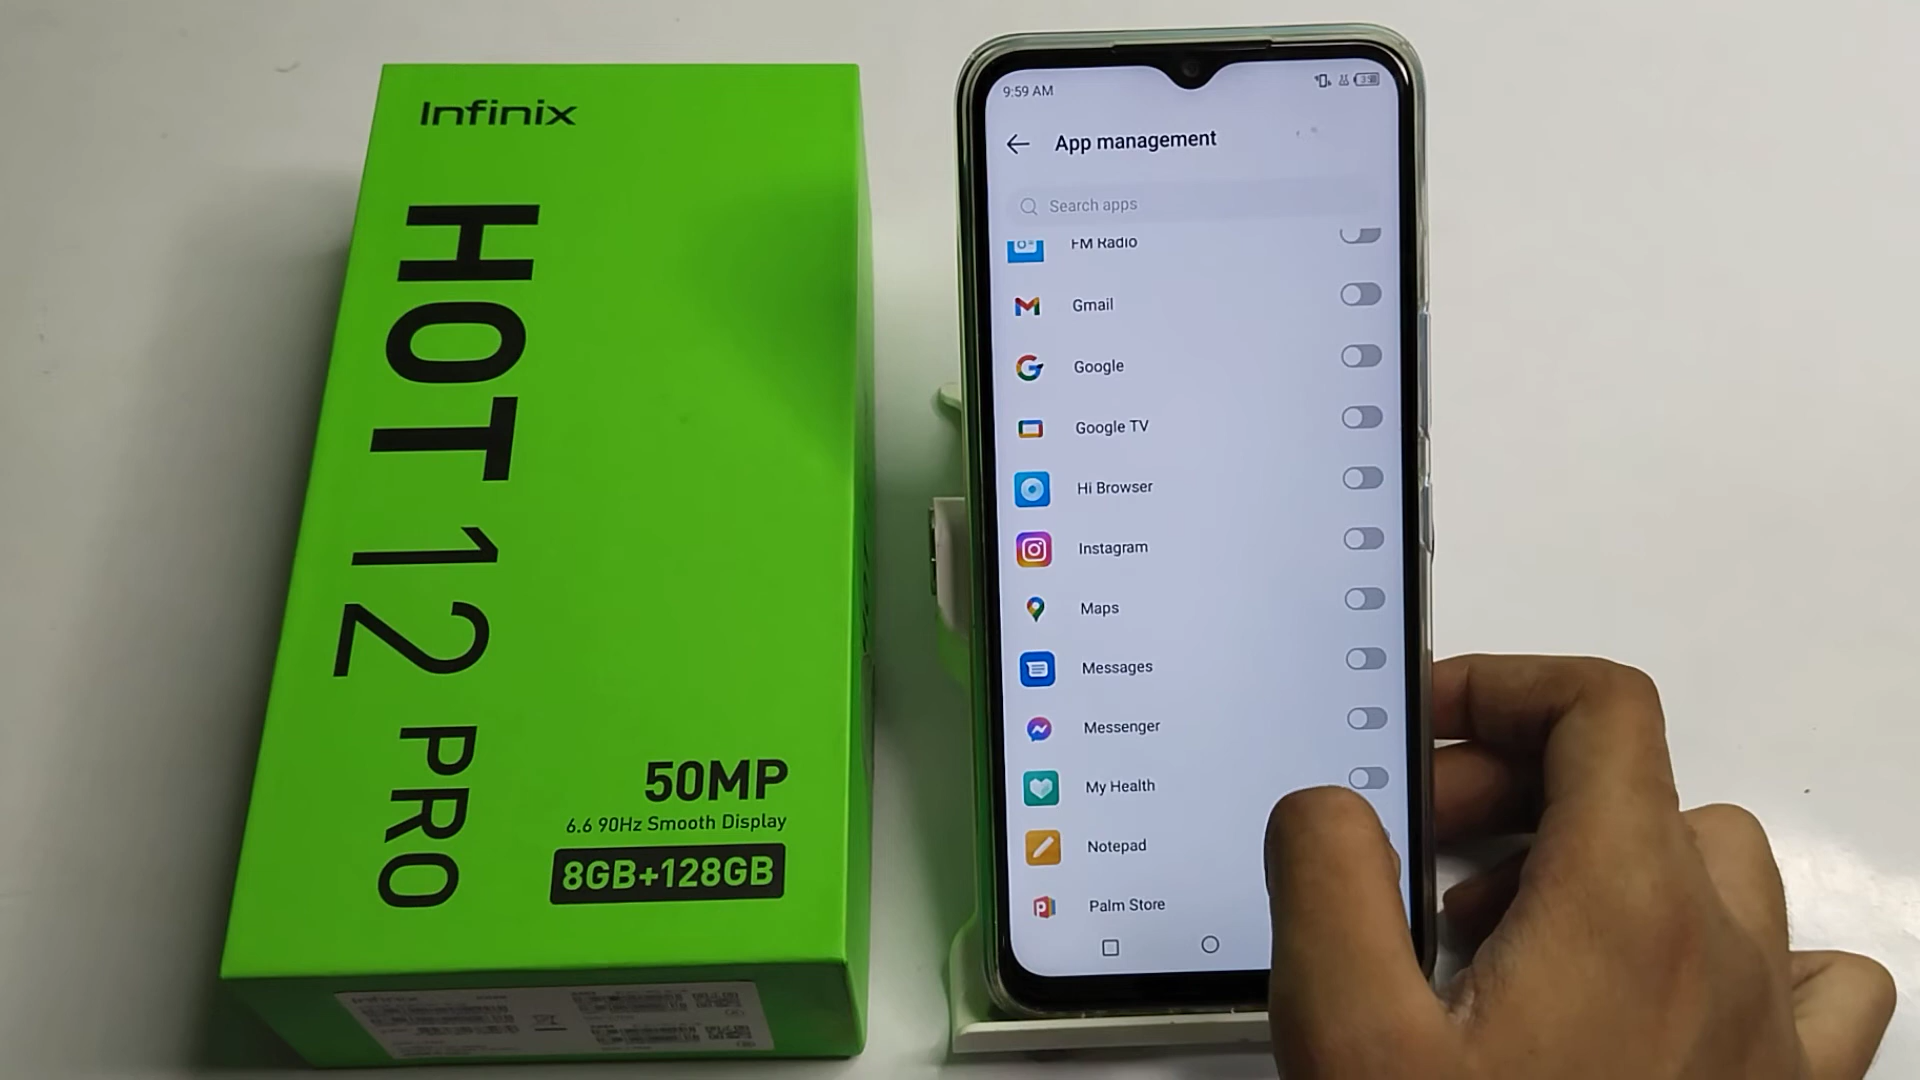 Infinix
HOT 12 PRO
50MP
6.6 90Hz Smooth Display
8GB+128GB
9:59 AM
App management
Search apps
FM Radio
Gmail
Google
Google TV
Hi Browser
Instagram
Maps
Messages
Messenger
My Health
Notepad
Palm Store